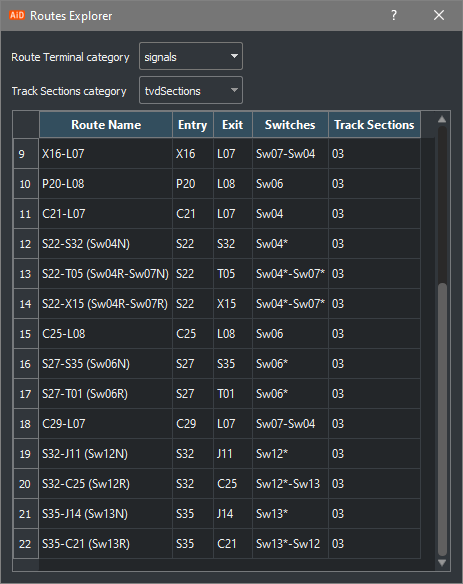 AID Routes Explorer ? ×
Route Terminal category signals
Track Sections category tvdSections
Route Name Entry Exit Switches Track Sections
9 X16-L07 X16 L07 Sw07-Sw04 03
10 P20-L08 P20 L08 Sw06 03
11 C21-L07 C21 L07 Sw04 03
12 S22-S32 (Sw04N) S22 S32 Sw04* 03
13 S22-T05 (Sw04R-Sw07N) S22 T05 Sw04*-Sw07* 03
14 S22-X15 (Sw04R-Sw07R) S22 X15 Sw04*-Sw07* 03
15 C25-L08 C25 L08 Sw06 03
16 S27-S35 (Sw06N) S27 S35 Sw06* 03
17 S27-T01 (Sw06R) S27 T01 Sw06* 03
18 C29-L07 C29 L07 Sw07-Sw04 03
19 S32-J11 (Sw12N) S32 J11 Sw12* 03
20 S32-C25 (Sw12R) S32 C25 Sw12*-Sw13 03
21 S35-J14 (Sw13N) S35 J14 Sw13* 03
22 S35-C21 (Sw13R) S35 C21 Sw13*-Sw12 03